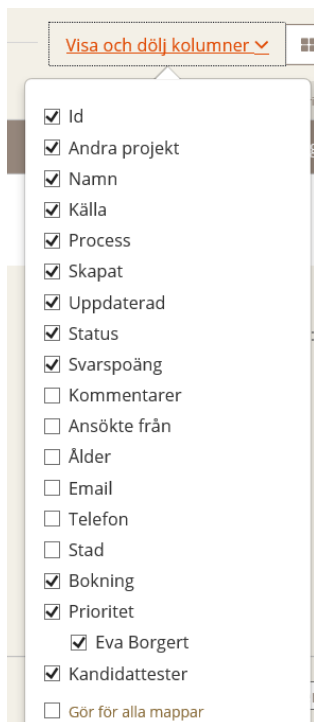 Visa och dölj kolumner
Id
Andra projekt
Namn
Källa
Process
Skapat
Uppdaterad
Status
Svarspoäng
Kommentarer
Ansökte från
Ålder
Email
Telefon
Stad
Bokning
Prioritet
Eva Borgert
Kandidattester
Gör för alla mappar